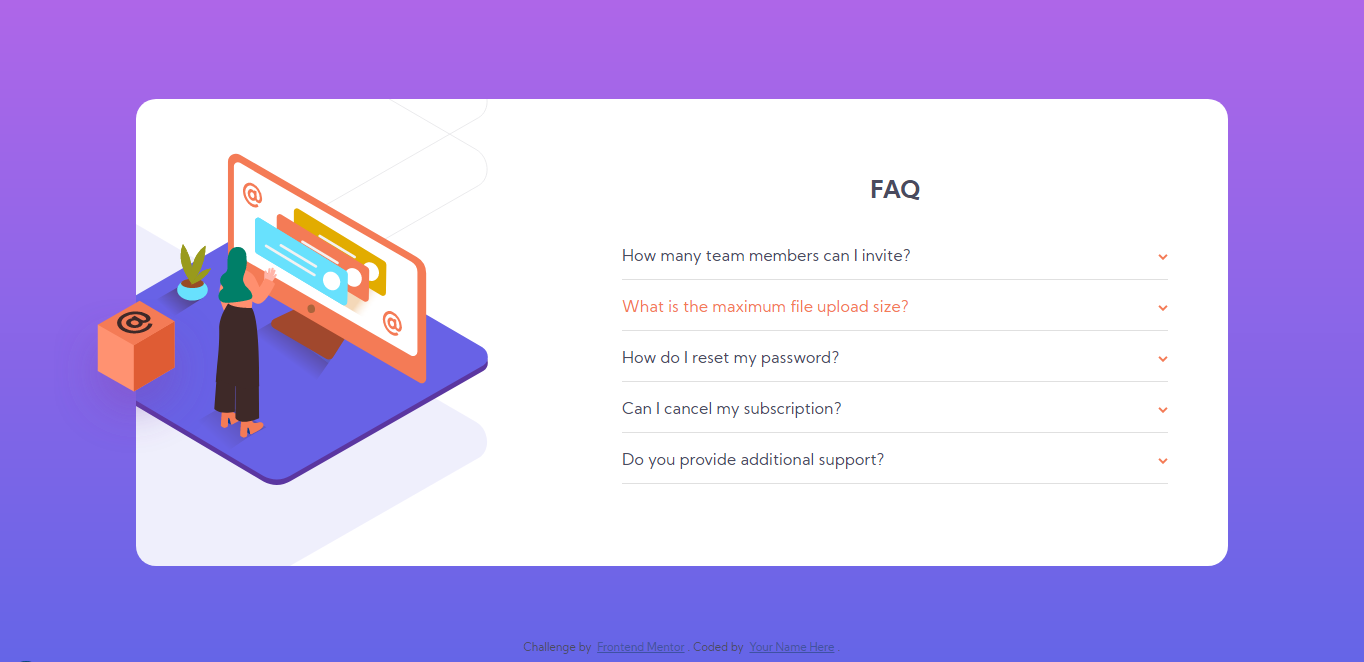 FAQ
How many team members can I invite?
What is the maximum file upload size?
How do I reset my password?
Can I cancel my subscription?
Do you provide additional support?
@
@
@
Challenge by Frontend Mentor . Coded by Your Name Here .